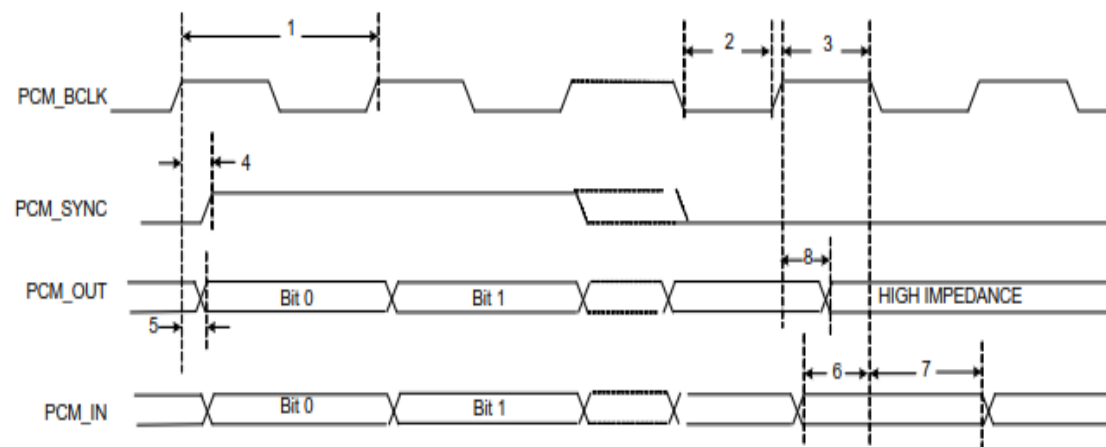 1
2
3
PCM_BCLK
4
PCM_SYNC
8
PCM_OUT
Bit 0
Bit 1
HIGH IMPEDANCE
5
6
7
PCM_IN
Bit 0
Bit 1